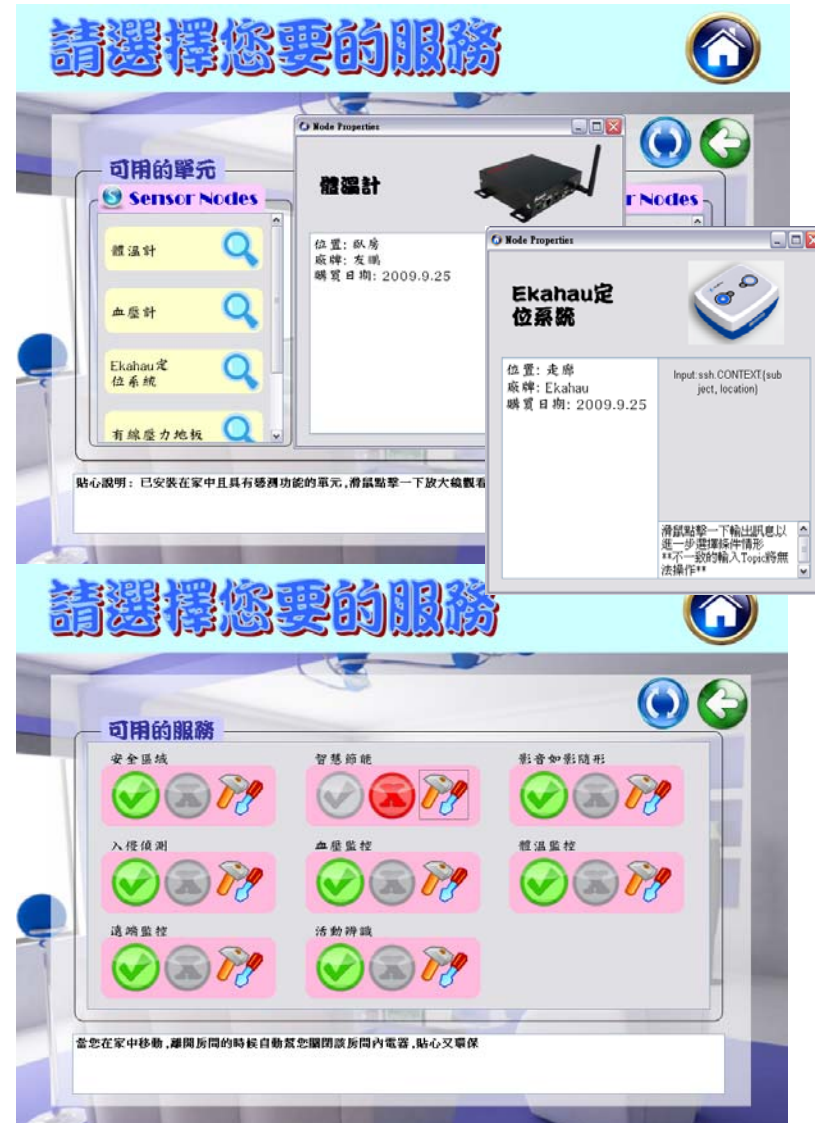 請選擇您要的服務
可用的單元
Sensor Nodes
體溫計
血壓計
Ekahau定
位系統
有線壓力地板
Node Properties
體溫計
位置: 臥房
廠牌: 友鵬
購買日期: 2009.9.25
r Nodes
Node Properties
Ekahau定
位系統
位置: 走廊
廠牌: Ekahau
購買日期: 2009.9.25
Input:ssh.CONTEXT{sub
ject, location}
滑鼠點擊一下輸出訊息以
進一步選擇條件情形
**不一致的輸入Topic將無
法操作**
貼心說明: 已安裝在家中且具有感測功能的單元,滑鼠點擊一下放大鏡觀看
請選擇您要的服務
可用的服務
安全區域
智慧節能
影音如影隨形
入侵偵測
血壓監控
體溫監控
遠端監控
活動辨識
當您在家中移動,離開房間的時候自動幫您關閉該房間內電器,貼心又環保